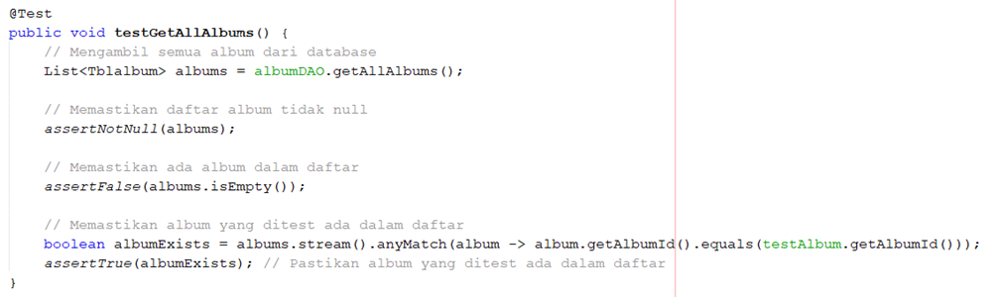 @Test
public void testGetAllAlbums() {
// Mengambil semua album dari database
List<Tblalbum> albums = albumDAO.getAllAlbums();
// Memastikan daftar album tidak null
assertNotNull(albums);
// Memastikan ada album dalam daftar
assertFalse(albums.isEmpty());
// Memastikan album yang ditest ada dalam daftar
boolean albumExists = albums.stream().anyMatch(album -> album.getAlbumId().equals(testAlbum.getAlbumId()));
assertTrue(albumExists); // Pastikan album yang ditest ada dalam daftar
}